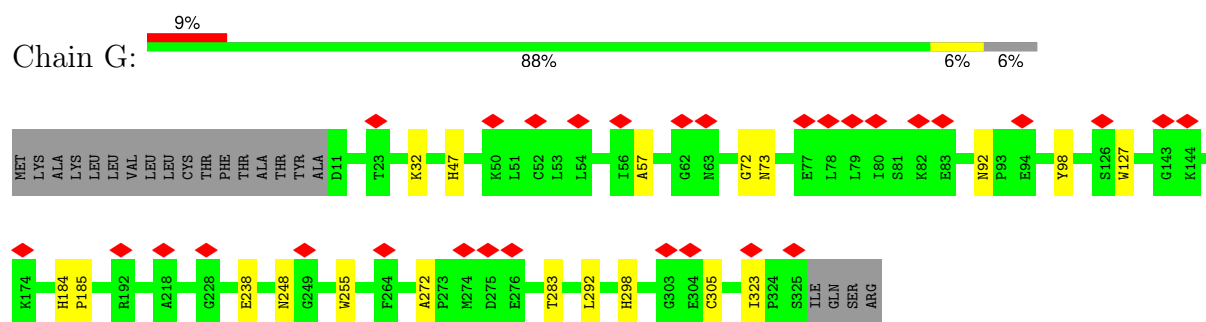 9%
Chain G:
88%
6%
6%
MET LYS ALA LYS LEU LEU VAL LEU LEU CYS THR PHE THR ALA THR TYR ALA D11 T23 K32 H47 K50 L51 C52 L53 L54 I56 A57 G62 N63 G72 N73 E77 L78 L79 I80 S81 K82 E83 N92 P93 E94 Y98 S126 W127 G143 K144
K174 H184 P185 R192 A218 G228 E238 N248 G249 W255 F264 A272 P273 M274 D275 E276 T283 L292 H298 G303 E304 C305 I323 P324 S325 ILE GLN SER ARG